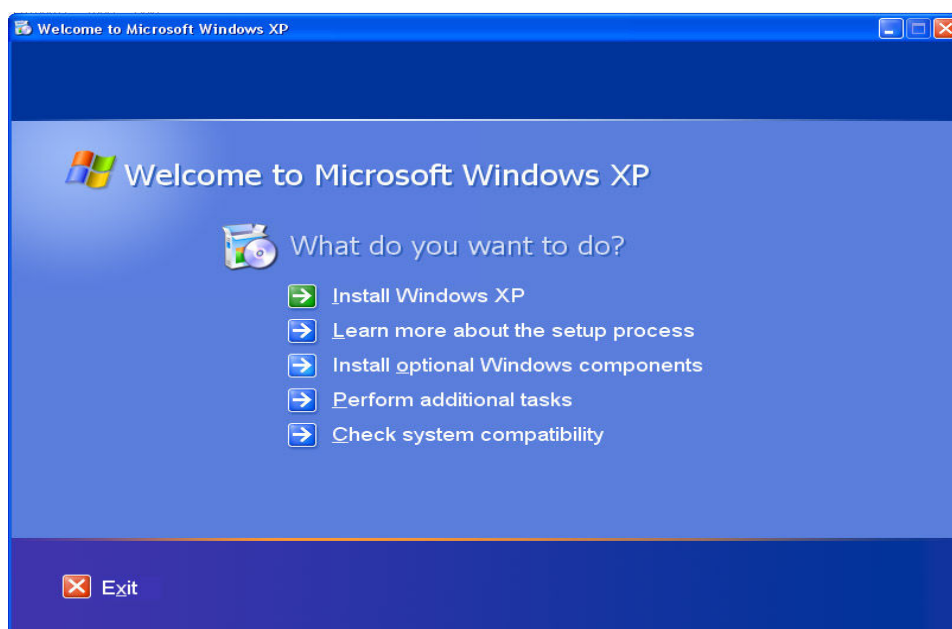 Welcome to Microsoft Windows XP
Welcome to Microsoft Windows XP
What do you want to do?
Install Windows XP
Learn more about the setup process
Install optional Windows components
Perform additional tasks
Check system compatibility
Exit